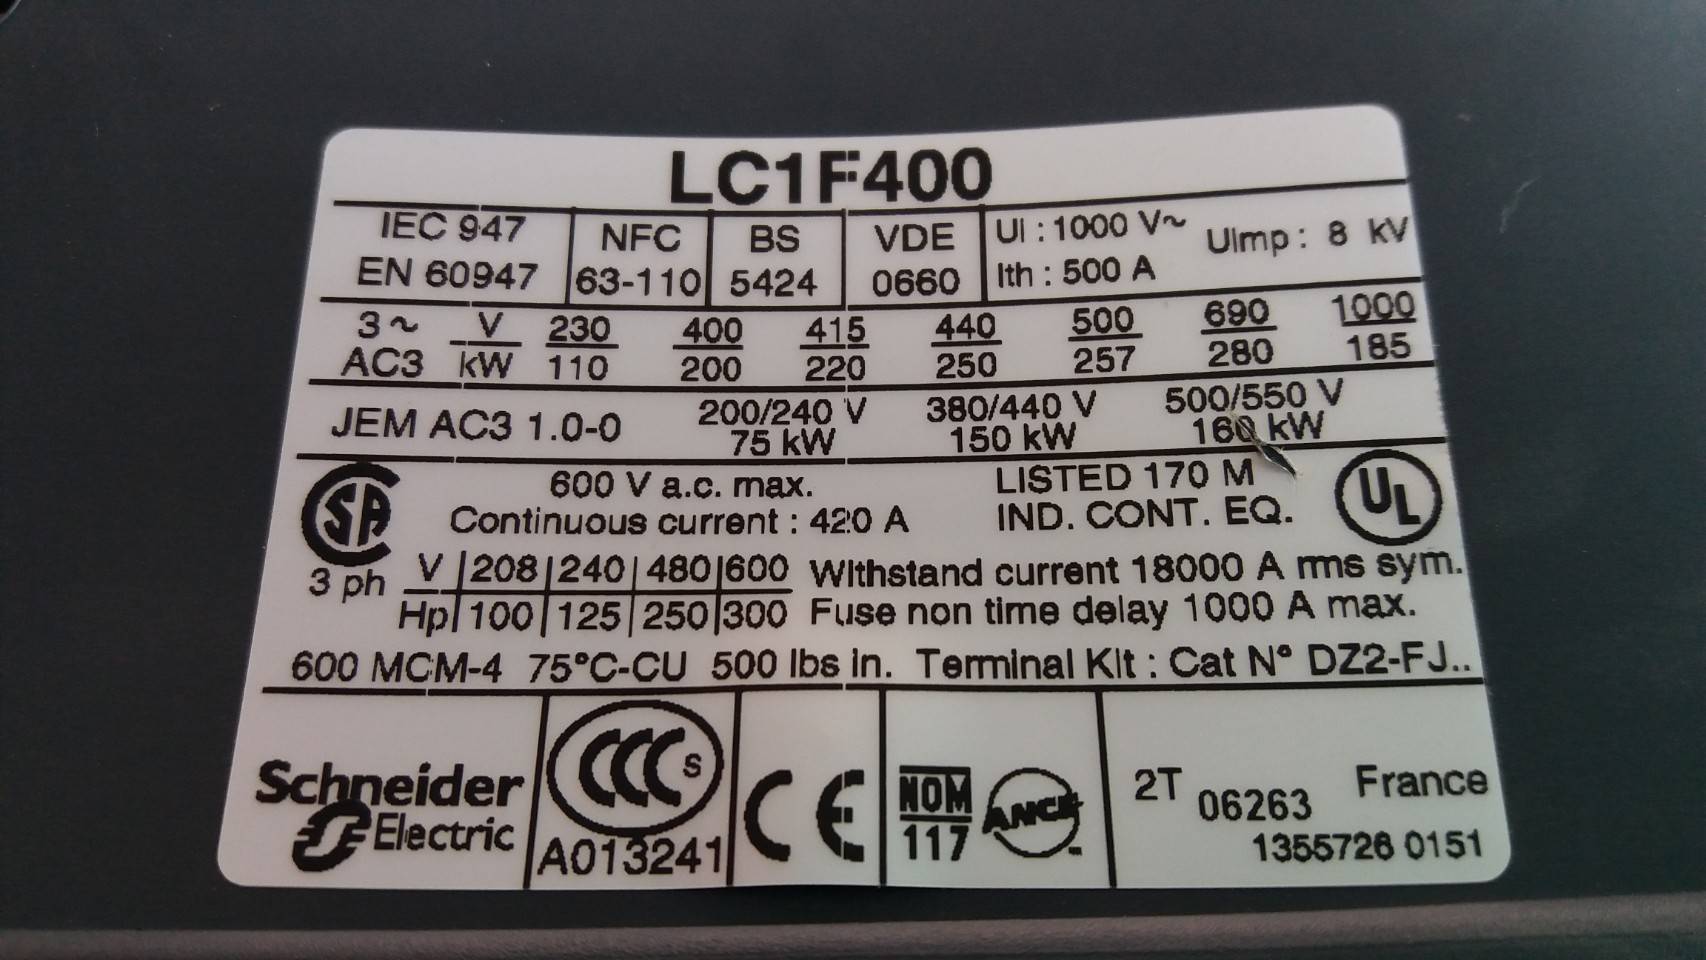 LC1F400
IEC 947
EN 60947
NFC
63-110
BS
5424
VDE
0660
Ui : 1000 V~ Uimp : 8 kV
Ith : 500 A
3~ V 230 400 415 440 500 690 1000
AC3 kW 110 200 220 250 257 280 185
JEM AC3 1.0-0
200/240 V 380/440 V 500/550 V
75 kW 150 kW 160 kW
SA
600 V a.c. max.
Continuous current : 420 A
LISTED 170 M
IND. CONT. EQ.
UL
3 ph
V 208 240 480 600
Hp 100 125 250 300
Withstand current 18000 A rms sym.
Fuse non time delay 1000 A max.
600 MCM-4 75°C-CU 500 lbs in. Terminal Kit : Cat N° DZ2-FJ..
Schneider
Electric
CCC S
A013241
CE
NOM
117
ANCE
2T 06263 France
1355726 0151